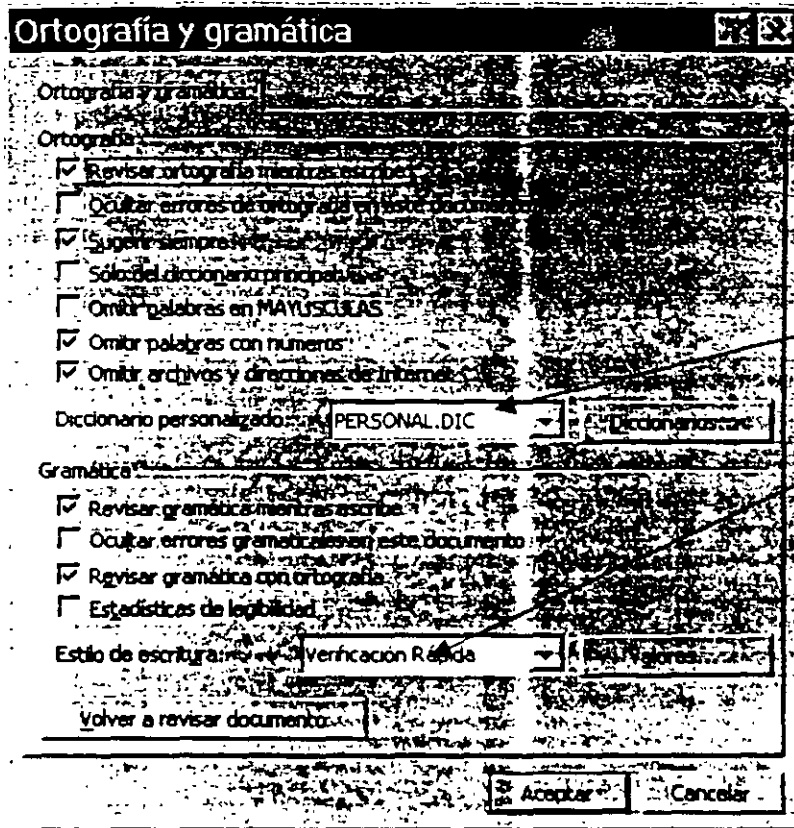 Ortografía y gramática
Ortografía y gramática
Ortografía
Revisar ortografía mientras escribe
Ocultar errores de ortografía en este documento
Sugerir siempre
Sólo del diccionario principal
Omitir palabras en MAYÚSCULAS
Omitir palabras con números
Omitir archivos y direcciones de Internet
Diccionario personalizado: PERSONAL.DIC Diccionarios...
Gramática
Revisar gramática mientras escribe
Ocultar errores gramaticales en este documento
Revisar gramática con ortografía
Estadísticas de legibilidad
Estilo de escritura: Verificación Rápida Valores...
Volver a revisar documento
Aceptar Cancelar